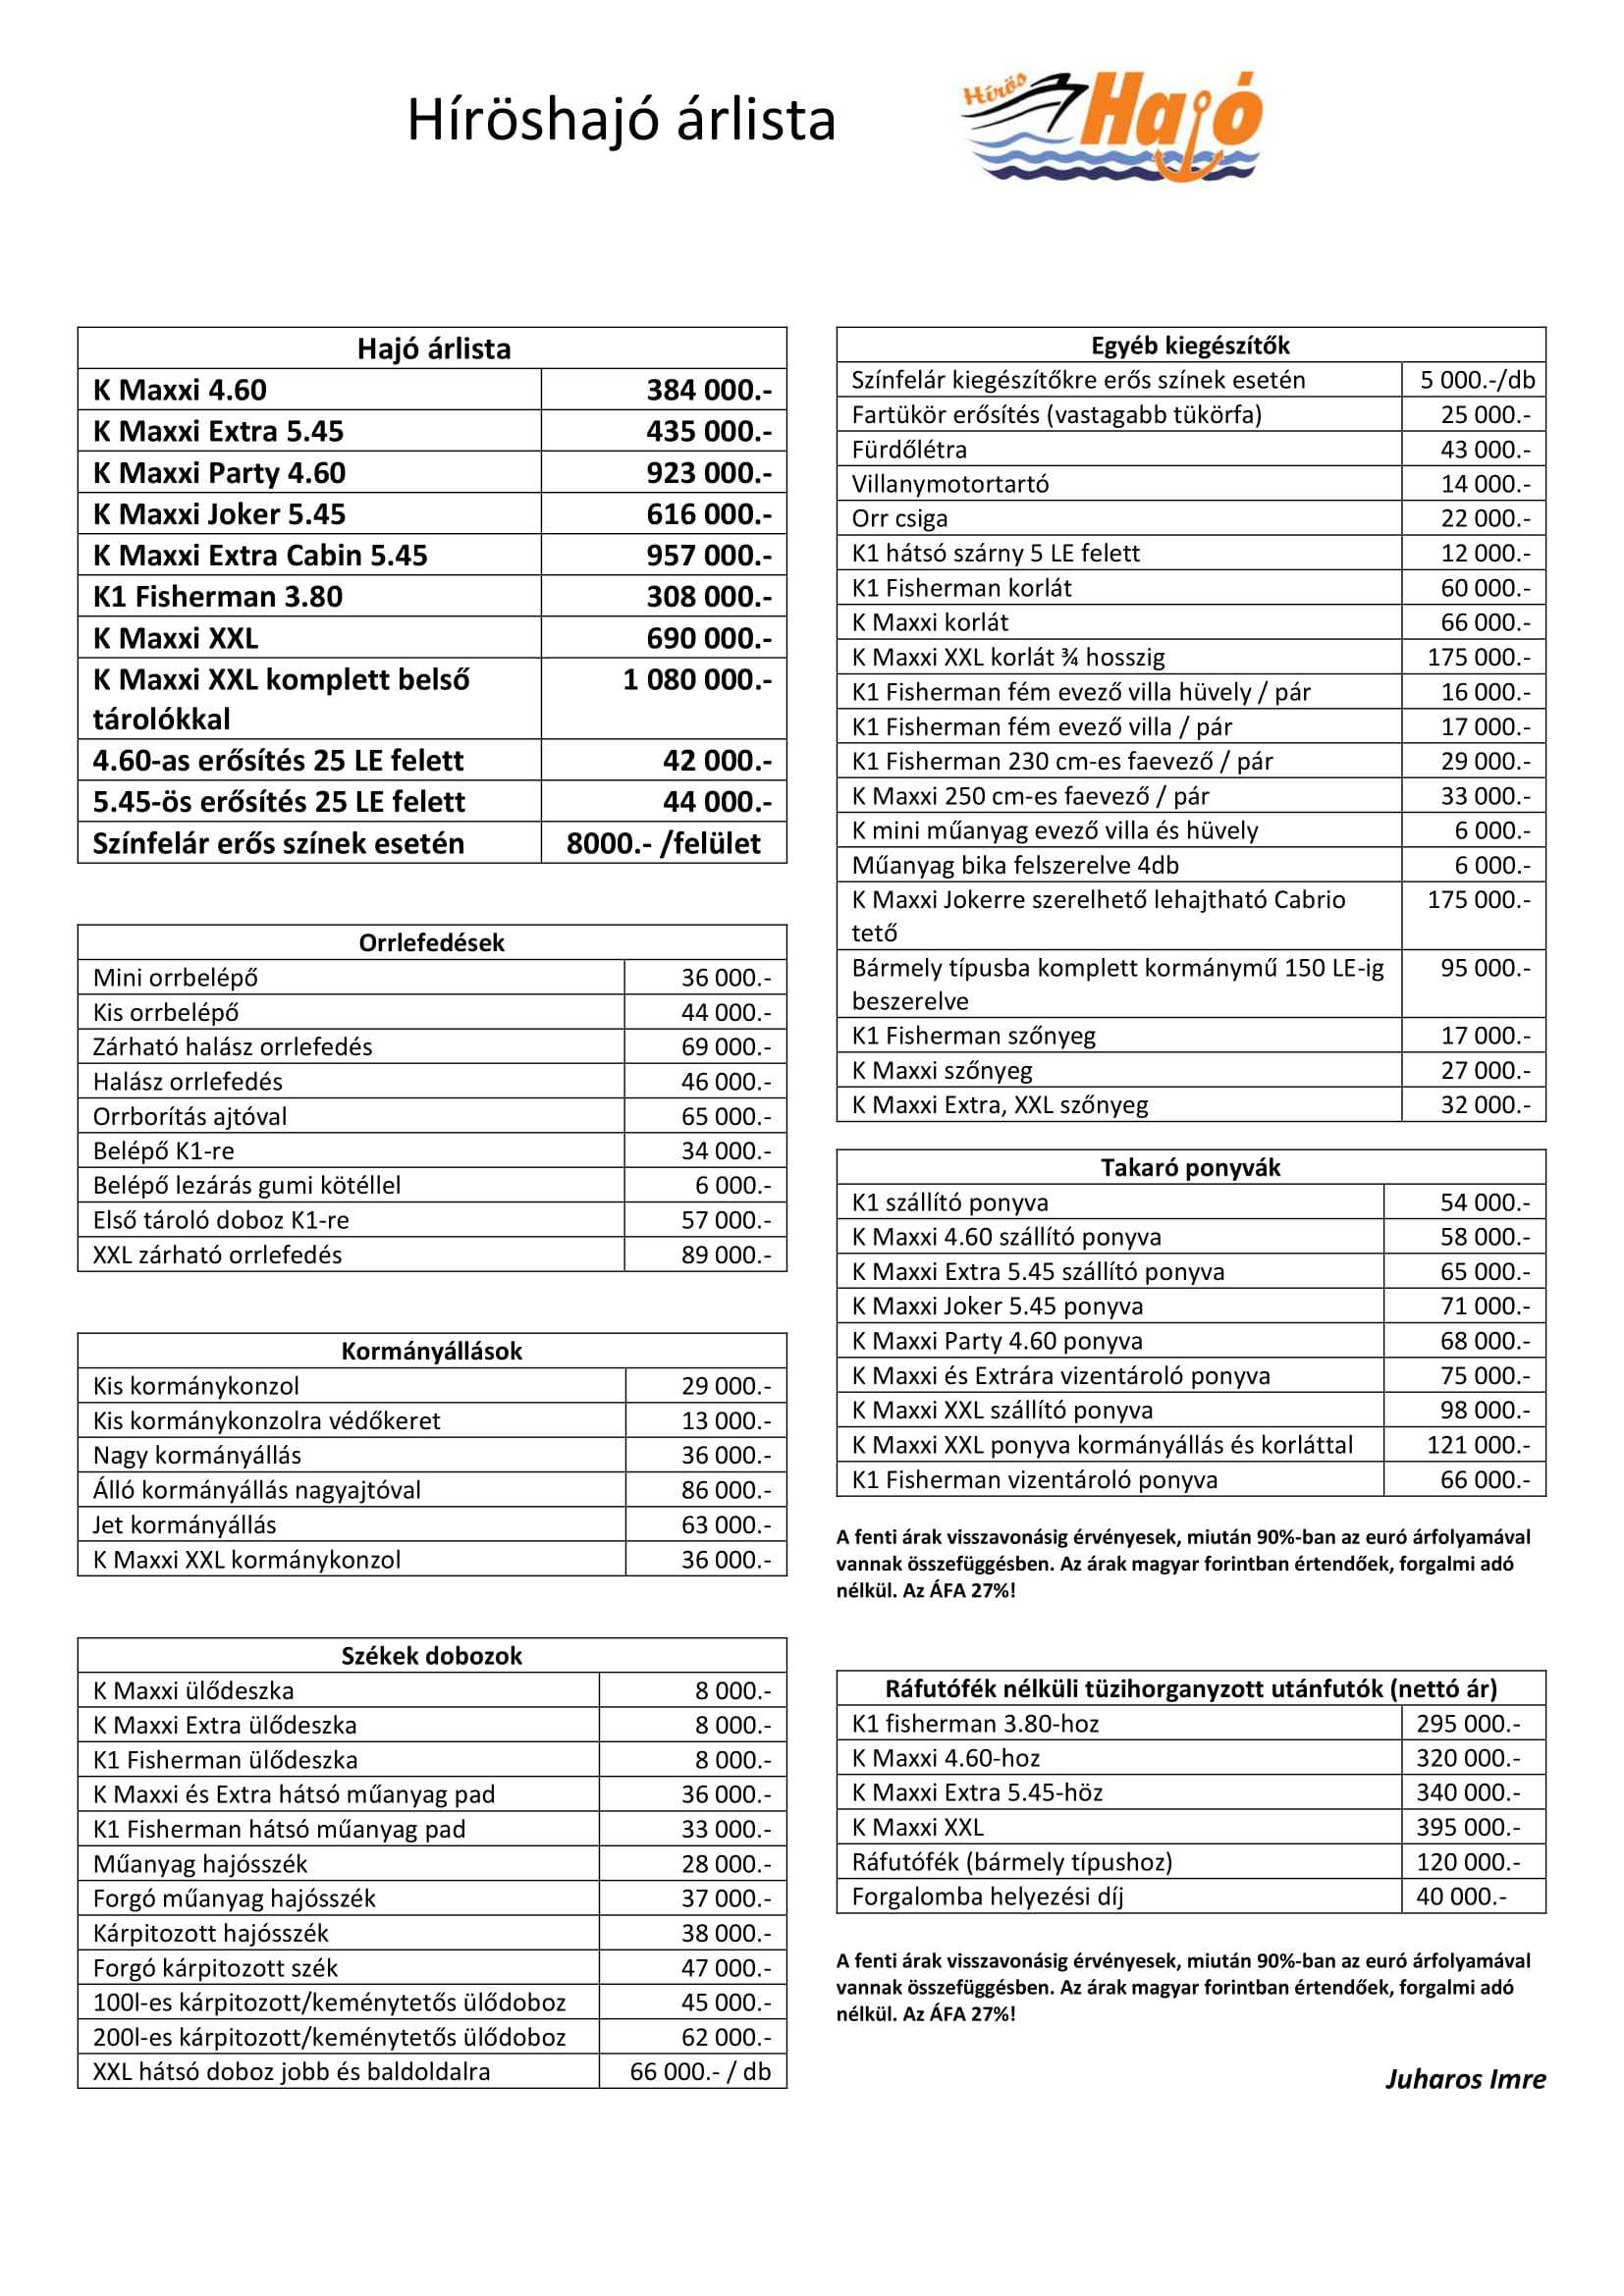 Híröshajó árlista
Hírös Hajó
Hajó árlista
K Maxxi 4.60 384 000.-
K Maxxi Extra 5.45 435 000.-
K Maxxi Party 4.60 923 000.-
K Maxxi Joker 5.45 616 000.-
K Maxxi Extra Cabin 5.45 957 000.-
K1 Fisherman 3.80 308 000.-
K Maxxi XXL 690 000.-
K Maxxi XXL komplett belső 1 080 000.-
tárolókkal
4.60-as erősítés 25 LE felett 42 000.-
5.45-ös erősítés 25 LE felett 44 000.-
Színfelár erős színek esetén 8000.- /felület
Orrlefedések
Mini orrbelépő 36 000.-
Kis orrbelépő 44 000.-
Zárható halász orrlefedés 69 000.-
Halász orrlefedés 46 000.-
Orrborítás ajtóval 65 000.-
Belépő K1-re 34 000.-
Belépő lezárás gumi kötéllel 6 000.-
Első tároló doboz K1-re 57 000.-
XXL zárható orrlefedés 89 000.-
Kormányállások
Kis kormánykonzol 29 000.-
Kis kormánykonzolra védőkeret 13 000.-
Nagy kormányállás 36 000.-
Álló kormányállás nagyajtóval 86 000.-
Jet kormányállás 63 000.-
K Maxxi XXL kormánykonzol 36 000.-
Székek dobozok
K Maxxi ülődeszka 8 000.-
K Maxxi Extra ülődeszka 8 000.-
K1 Fisherman ülődeszka 8 000.-
K Maxxi és Extra hátsó műanyag pad 36 000.-
K1 Fisherman hátsó műanyag pad 33 000.-
Műanyag hajósszék 28 000.-
Forgó műanyag hajósszék 37 000.-
Kárpitozott hajósszék 38 000.-
Forgó kárpitozott szék 47 000.-
100l-es kárpitozott/keménytetős ülődoboz 45 000.-
200l-es kárpitozott/keménytetős ülődoboz 62 000.-
XXL hátsó doboz jobb és baldoldalra 66 000.- / db
Egyéb kiegészítők
Színfelár kiegészítőkre erős színek esetén 5 000.-/db
Fartükör erősítés (vastagabb tükörfa) 25 000.-
Fürdőlétra 43 000.-
Villanymotortartó 14 000.-
Orr csiga 22 000.-
K1 hátsó szárny 5 LE felett 12 000.-
K1 Fisherman korlát 60 000.-
K Maxxi korlát 66 000.-
K Maxxi XXL korlát ¾ hosszig 175 000.-
K1 Fisherman fém evező villa hüvely / pár 16 000.-
K1 Fisherman fém evező villa / pár 17 000.-
K1 Fisherman 230 cm-es faevező / pár 29 000.-
K Maxxi 250 cm-es faevező / pár 33 000.-
K mini műanyag evező villa és hüvely 6 000.-
Műanyag bika felszerelve 4db 6 000.-
K Maxxi Jokerre szerelhető lehajtható Cabrio 175 000.-
tető
Bármely típusba komplett kormánymű 150 LE-ig 95 000.-
beszerelve
K1 Fisherman szőnyeg 17 000.-
K Maxxi szőnyeg 27 000.-
K Maxxi Extra, XXL szőnyeg 32 000.-
Takaró ponyvák
K1 szállító ponyva 54 000.-
K Maxxi 4.60 szállító ponyva 58 000.-
K Maxxi Extra 5.45 szállító ponyva 65 000.-
K Maxxi Joker 5.45 ponyva 71 000.-
K Maxxi Party 4.60 ponyva 68 000.-
K Maxxi és Extrára vizentároló ponyva 75 000.-
K Maxxi XXL szállító ponyva 98 000.-
K Maxxi XXL ponyva kormányállás és korláttal 121 000.-
K1 Fisherman vizentároló ponyva 66 000.-
A fenti árak visszavonásig érvényesek, miután 90%-ban az euró árfolyamával
vannak összefüggésben. Az árak magyar forintban értendőek, forgalmi adó
nélkül. Az ÁFA 27%!
Ráfutófék nélküli tüzihorganyzott utánfutók (nettó ár)
K1 fisherman 3.80-hoz 295 000.-
K Maxxi 4.60-hoz 320 000.-
K Maxxi Extra 5.45-höz 340 000.-
K Maxxi XXL 395 000.-
Ráfutófék (bármely típushoz) 120 000.-
Forgalomba helyezési díj 40 000.-
A fenti árak visszavonásig érvényesek, miután 90%-ban az euró árfolyamával
vannak összefüggésben. Az árak magyar forintban értendőek, forgalmi adó
nélkül. Az ÁFA 27%!
Juharos Imre